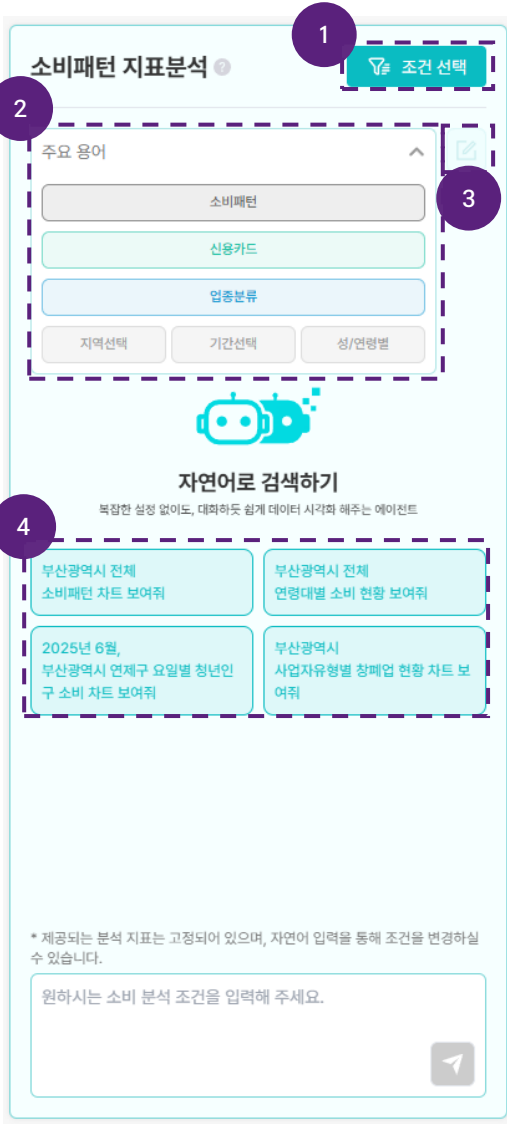 1
소비패턴 지표분석
조건 선택
2
주요 용어
3
소비패턴
신용카드
업종분류
지역선택
기간선택
성/연령별
자연어로 검색하기
복잡한 설정 없이도, 대화하듯 쉽게 데이터 시각화 해주는 에이전트
4
부산광역시 전체
소비패턴 차트 보여줘
부산광역시 전체
연령대별 소비 현황 보여줘
2025년 6월,
부산광역시 연제구 요일별 청년인
구 소비 차트 보여줘
부산광역시
사업자유형별 창폐업 현황 차트 보
여줘
* 제공되는 분석 지표는 고정되어 있으며, 자연어 입력을 통해 조건을 변경하실
수 있습니다.
원하시는 소비 분석 조건을 입력해 주세요.